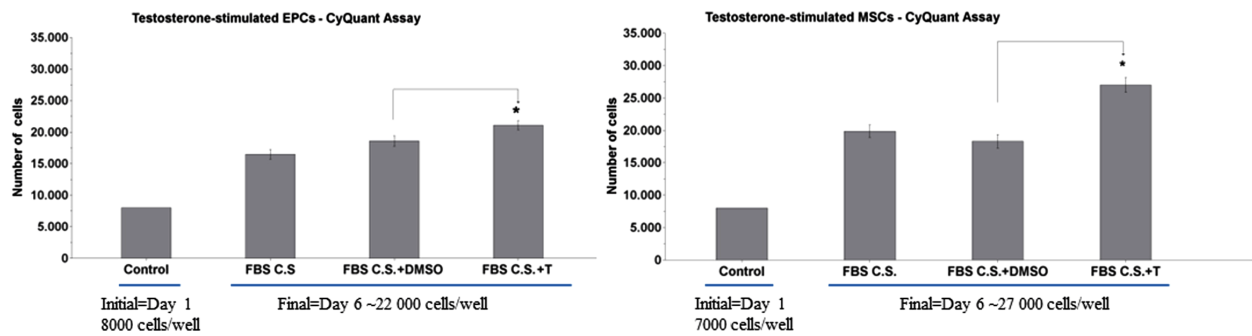 Testosterone-stimulated EPCs - CyQuant Assay
Number of cells
35.000
30.000
25.000
20.000
15.000
10.000
5.000
0
*
Control
FBS C.S
FBS C.S.+DMSO
FBS C.S.+T
Initial=Day 1
8000 cells/well
Final=Day 6 ~22 000 cells/well
Testosterone-stimulated MSCs - CyQuant Assay
Number of cells
35.000
30.000
25.000
20.000
15.000
10.000
5.000
0
*
Control
FBS C.S.
FBS C.S.+DMSO
FBS C.S.+T
Initial=Day 1
7000 cells/well
Final=Day 6 ~27 000 cells/well